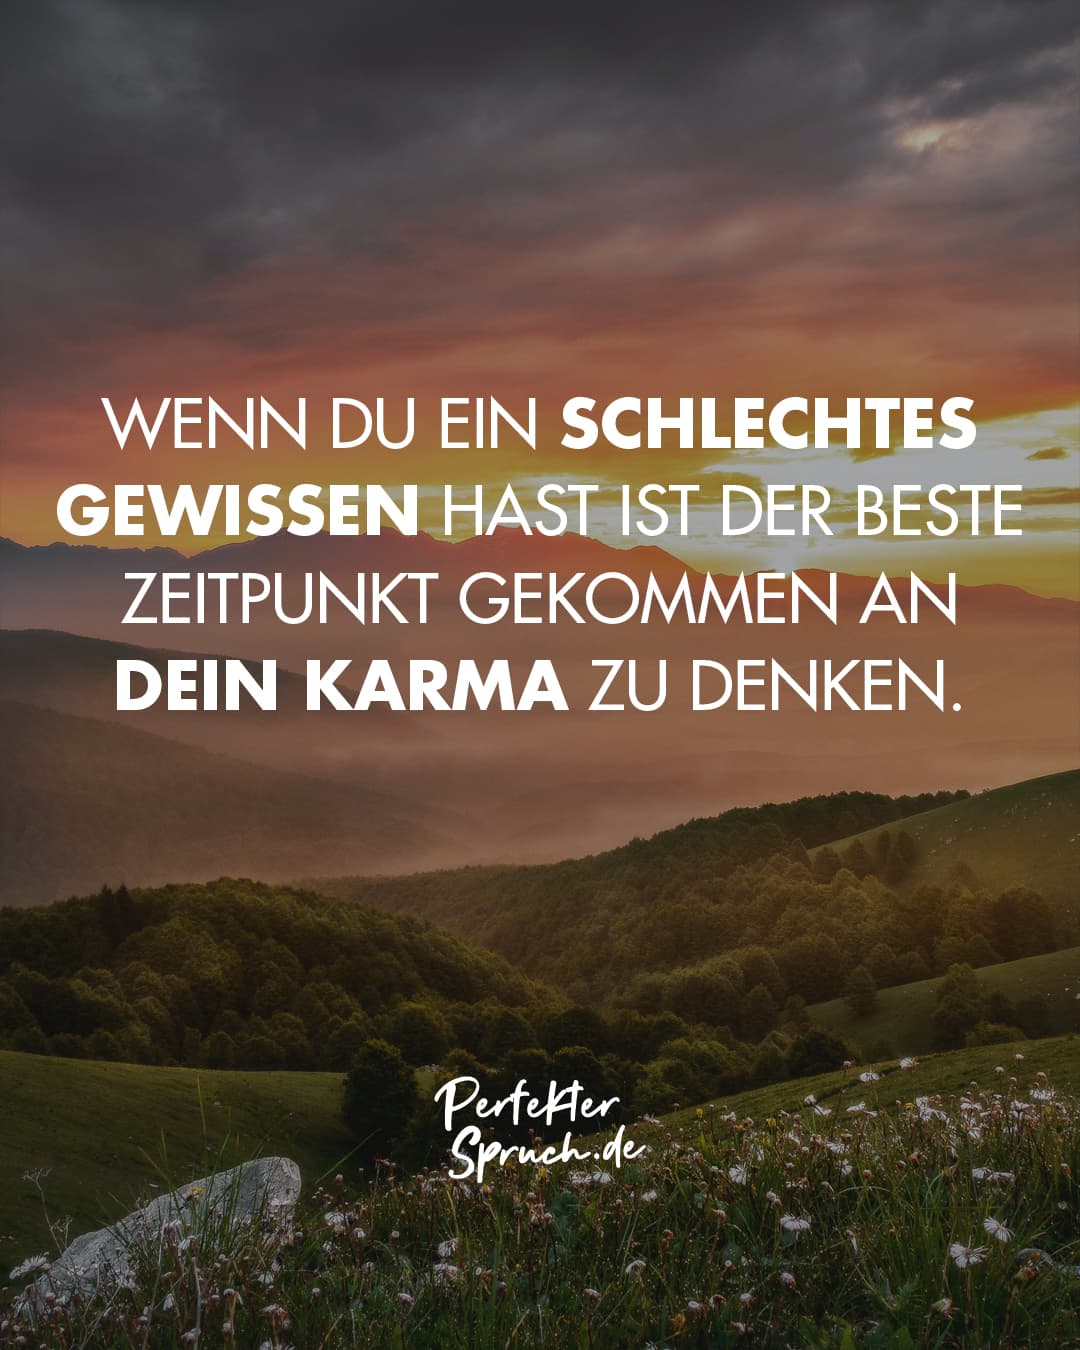 WENN DU EIN SCHLECHTES
GEWISSEN HAST IST DER BESTE
ZEITPUNKT GEKOMMEN AN
DEIN KARMA ZU DENKEN.
Perfekter
Spruch.de